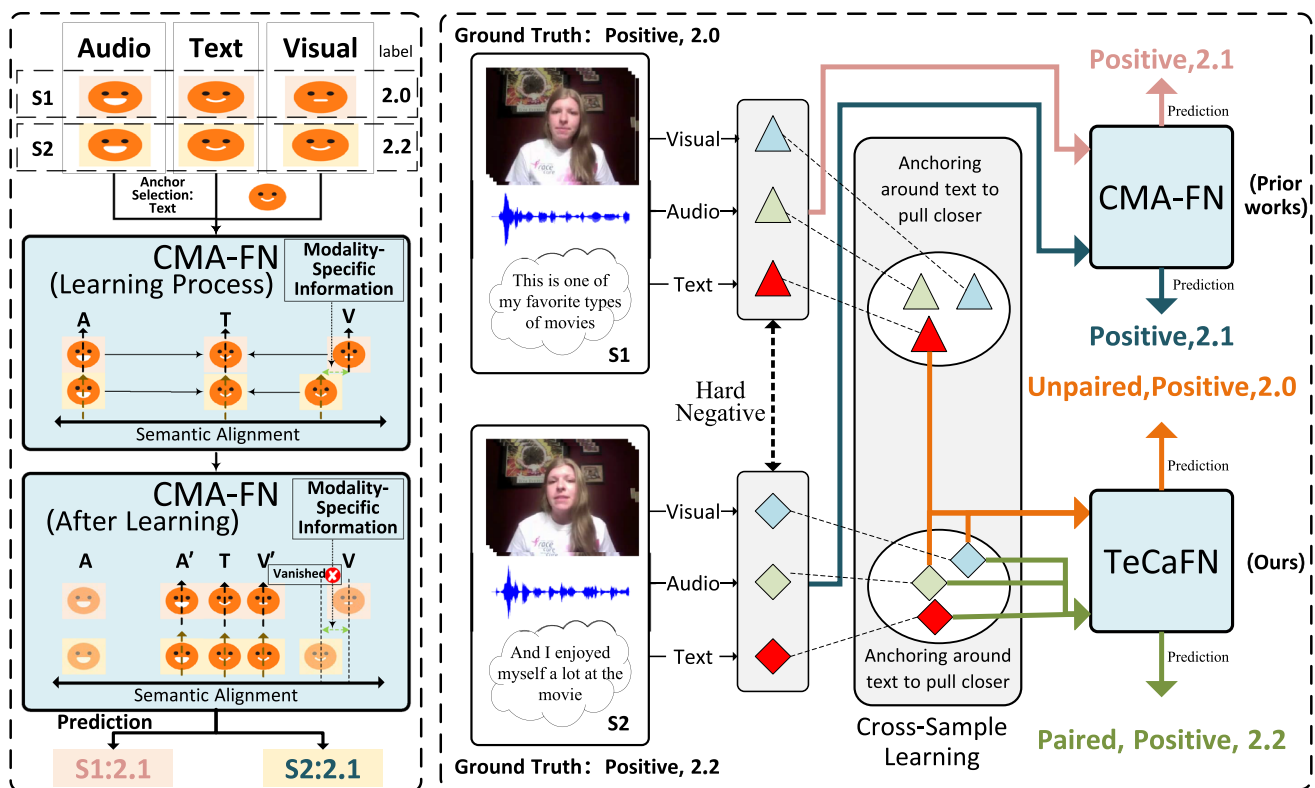 Audio Text Visual label
S1 2.0
S2 2.2
Anchor
Selection:
Text
CMA-FN
(Learning Process)
Modality-
Specific
Information
A T V
Semantic Alignment
CMA-FN
(After Learning)
Modality-
Specific
Information
A A' T V' V
Vanished
Semantic Alignment
Prediction
S1:2.1 S2:2.1
Ground Truth: Positive, 2.0
Visual
Audio
Text
This is one of
my favorite types
of movies
S1
Hard
Negative
Visual
Audio
Text
And I enjoyed
myself a lot at the
movie
S2
Ground Truth: Positive, 2.2
Anchoring
around text to
pull closer
Anchoring around
text to pull closer
Cross-Sample
Learning
Positive,2.1
Prediction
CMA-FN
(Prior
works)
Prediction
Positive,2.1
Unpaired,Positive,2.0
Prediction
TeCaFN
(Ours)
Prediction
Paired, Positive, 2.2